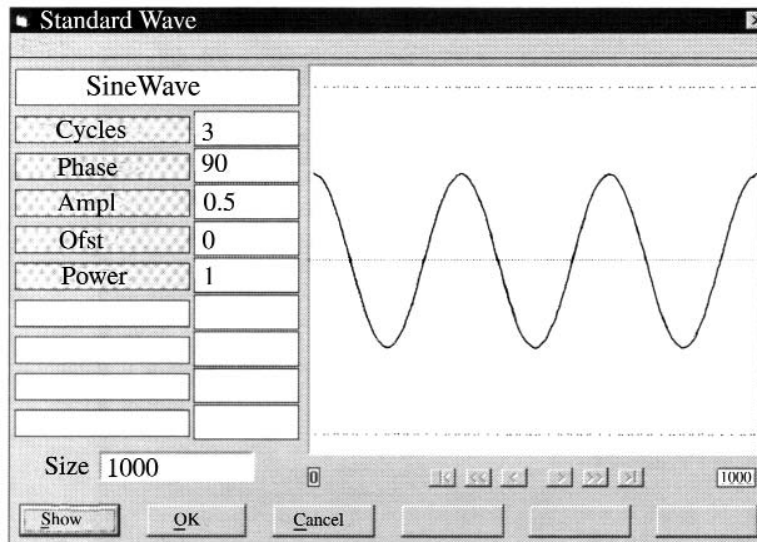 Standard Wave
SineWave
Cycles 3
Phase 90
Ampl 0.5
Ofst 0
Power 1
Size 1000
0 |< << < > >> >| 1000
Show OK Cancel